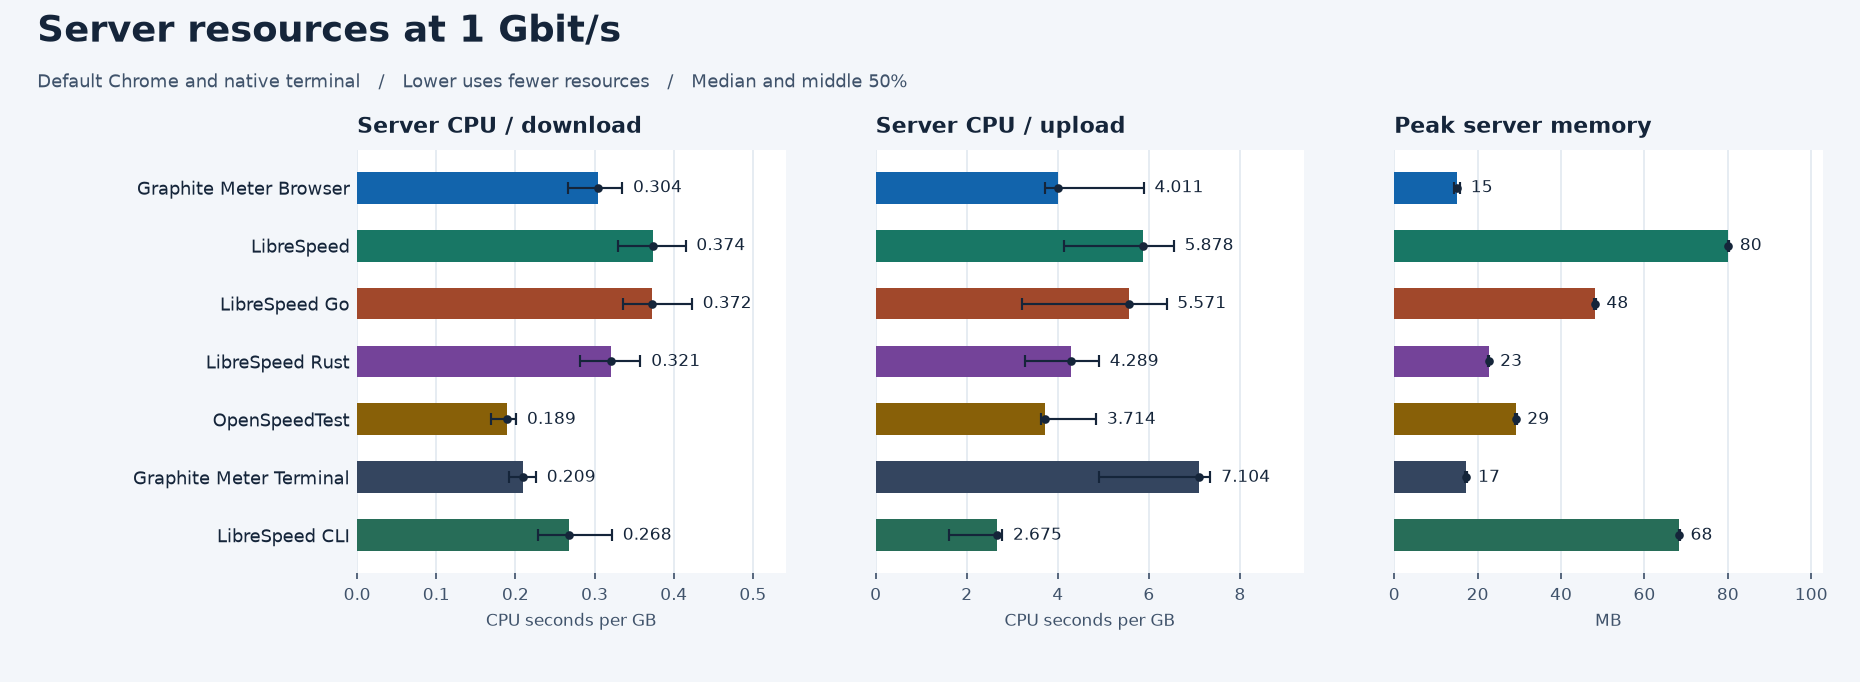 Server resources at 1 Gbit/s
Default Chrome and native terminal / Lower uses fewer resources / Median and middle 50%
Server CPU / download
Server CPU / upload
Peak server memory
Graphite Meter Browser 0.304 4.011 15
LibreSpeed 0.374 5.878 80
LibreSpeed Go 0.372 5.571 48
LibreSpeed Rust 0.321 4.289 23
OpenSpeedTest 0.189 3.714 29
Graphite Meter Terminal 0.209 7.104 17
LibreSpeed CLI 0.268 2.675 68
0.0 0.1 0.2 0.3 0.4 0.5
0 2 4 6 8
0 20 40 60 80 100
CPU seconds per GB
CPU seconds per GB
MB